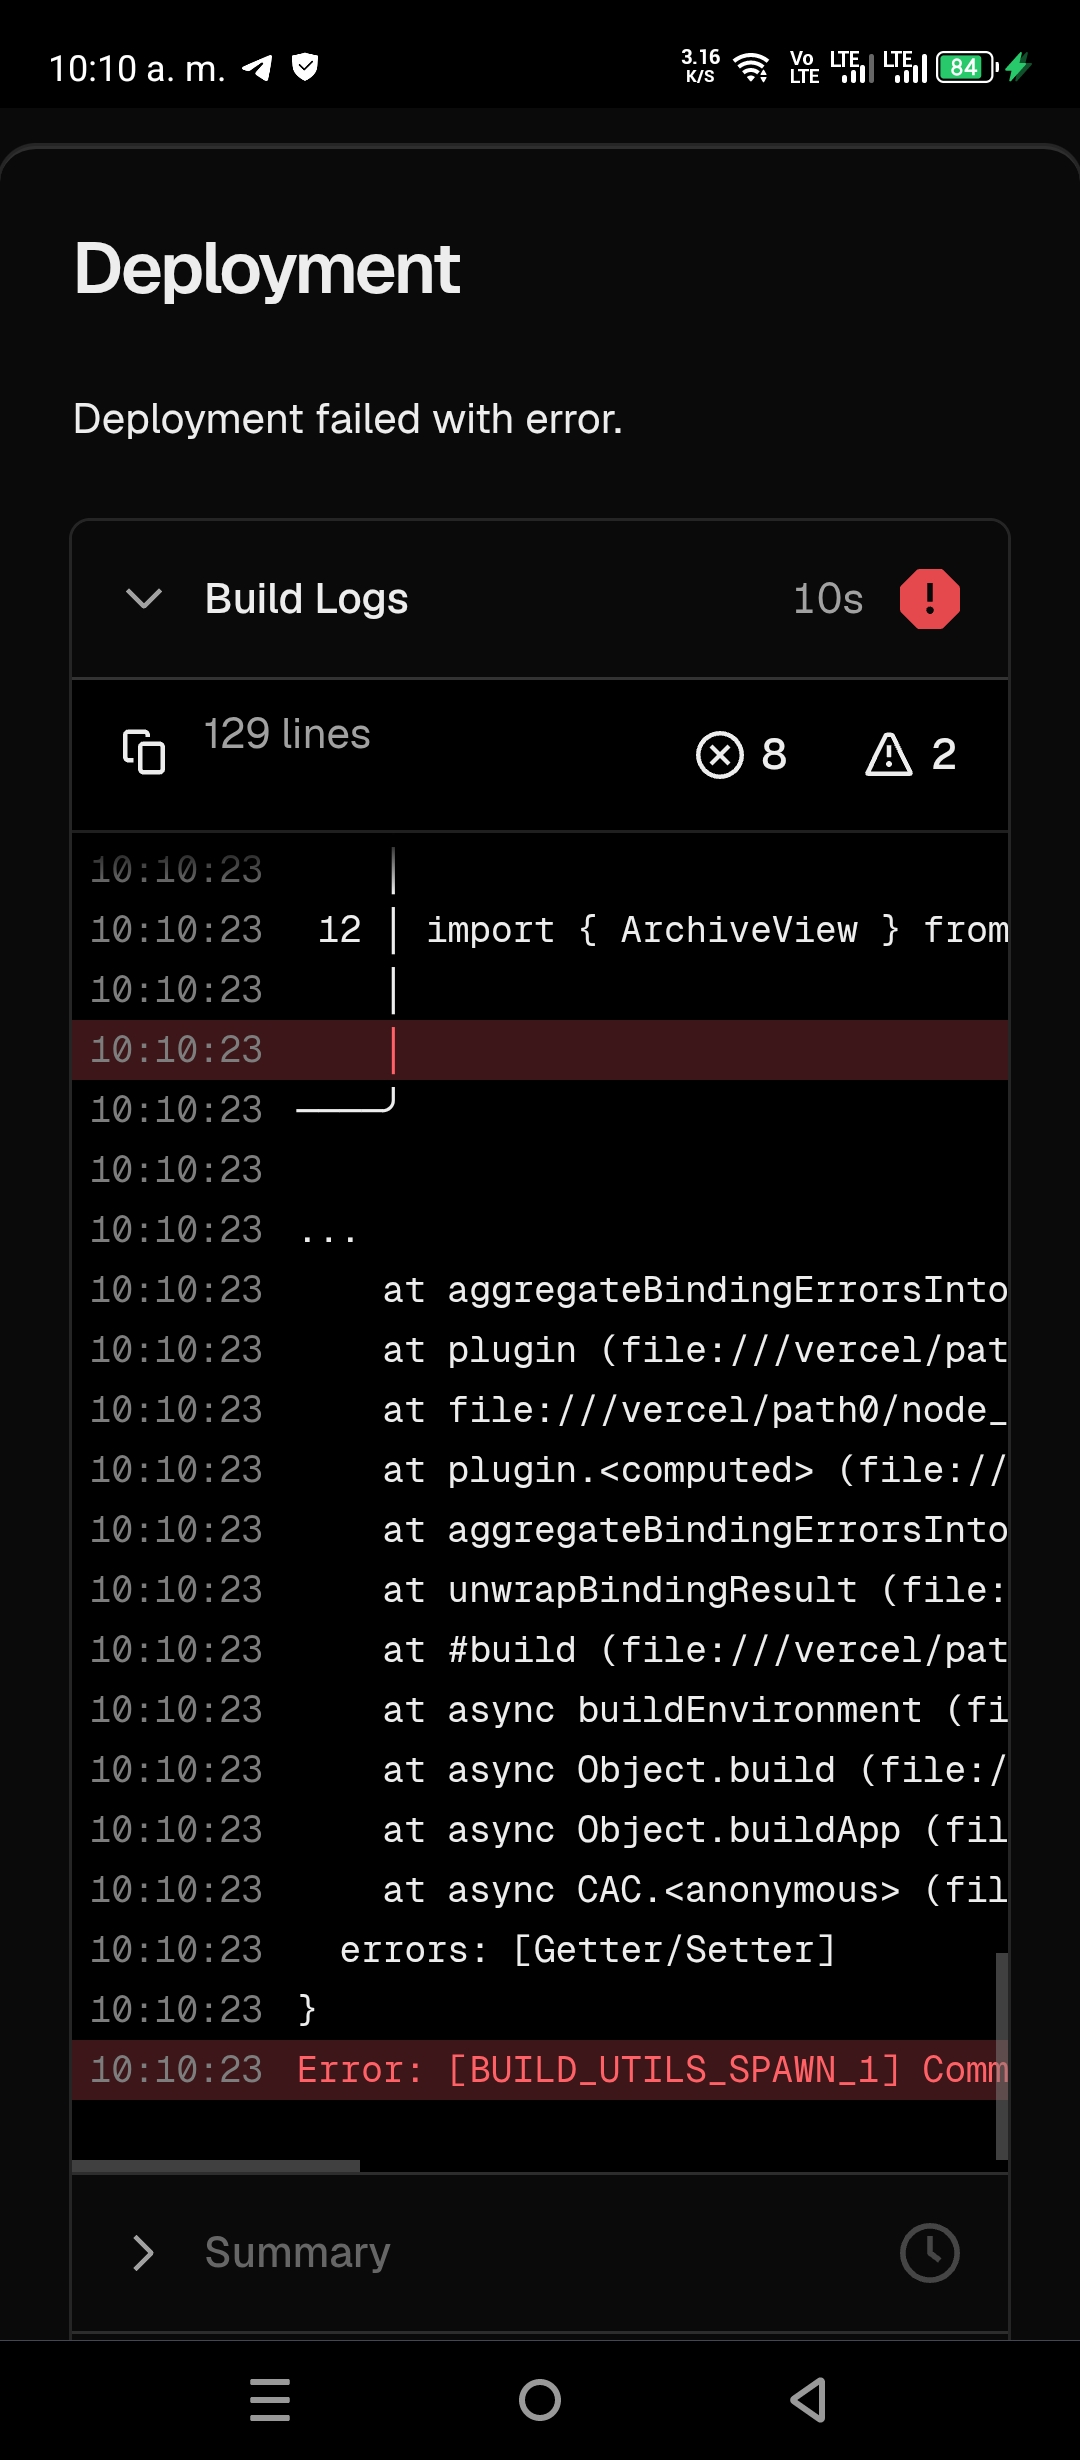 10:10 a. m. 3.16 K/S Vo LTE LTE LTE 84
Deployment
Deployment failed with error.
Build Logs 10s
129 lines 8 2
10:10:23 |
10:10:23 12 | import { ArchiveView } from
10:10:23 |
10:10:23 |
10:10:23 ────╯
10:10:23
10:10:23 ...
10:10:23 at aggregateBindingErrorsInto
10:10:23 at plugin (file:///vercel/pat
10:10:23 at file:///vercel/path0/node_
10:10:23 at plugin.<computed> (file://
10:10:23 at aggregateBindingErrorsInto
10:10:23 at unwrapBindingResult (file:
10:10:23 at #build (file:///vercel/pat
10:10:23 at async buildEnvironment (fi
10:10:23 at async Object.build (file:/
10:10:23 at async Object.buildApp (fil
10:10:23 at async CAC.<anonymous> (fil
10:10:23 errors: [Getter/Setter]
10:10:23 }
10:10:23 Error: [BUILD_UTILS_SPAWN_1] Comm
Summary